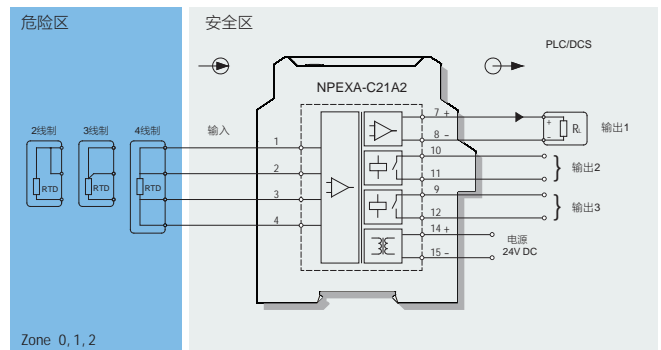 危险区
安全区
PLC/DCS
NPEXA-C21A2
2线制
3线制
4线制
输入
RTD
RTD
RTD
1
2
3
4
7 +
8 −
10
11
9
12
14 +
15 −
+
−
RL
输出1
输出2
输出3
电源
24V DC
Zone 0,1,2